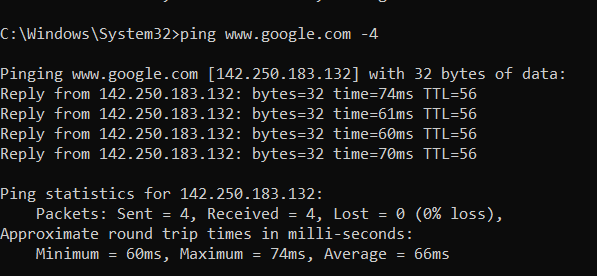 C:\Windows\System32>ping www.google.com -4
Pinging www.google.com [142.250.183.132] with 32 bytes of data:
Reply from 142.250.183.132: bytes=32 time=74ms TTL=56
Reply from 142.250.183.132: bytes=32 time=61ms TTL=56
Reply from 142.250.183.132: bytes=32 time=60ms TTL=56
Reply from 142.250.183.132: bytes=32 time=70ms TTL=56
Ping statistics for 142.250.183.132:
Packets: Sent = 4, Received = 4, Lost = 0 (0% loss),
Approximate round trip times in milli-seconds:
Minimum = 60ms, Maximum = 74ms, Average = 66ms